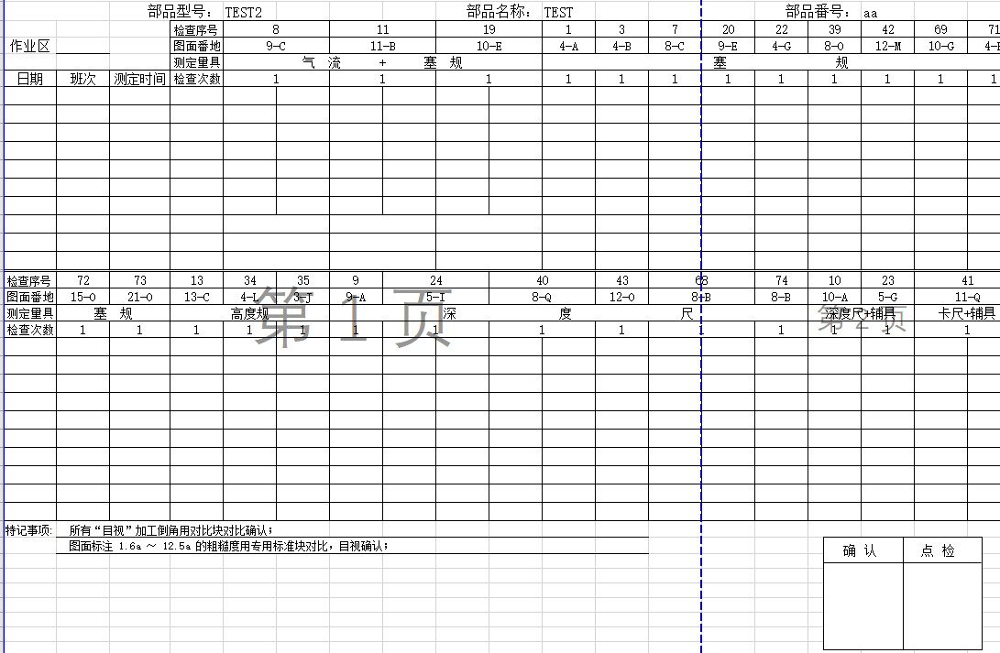 部品型号: TEST2 部品名称: TEST 部品番号: aa
检查序号 8 11 19 1 3 7 20 22 39 42 69 71
作业区 图面番地 9-C 11-B 10-E 4-A 4-B 8-C 9-E 4-G 8-O 12-M 10-G
测定量具 气 流 + 塞 规 塞 规
日期 班次 测定时间 检查次数 1 1 1 1 1 1 1 1 1 1 1 1
检查序号 72 73 13 34 35 9 24 40 43 68 74 10 23 41
图面番地 15-O 21-O 13-C 4-L 3-J 9-A 5-I 8-Q 12-O 8-B 8-B 10-A 5-G 11-Q
测定量具 塞 规 高度规 深 度 尺 深度尺+辅具 卡尺+辅具
检查次数 1 1 1 1 1 1 1 1 1 1 1 1 1 1
第 1 页
第 2 页
特记事项: 所有“目视”加工倒角用对比块对比确认;
图面标注 1.6a ～ 12.5a 的粗糙度用专用标准块对比,目视确认;
确 认 点 检